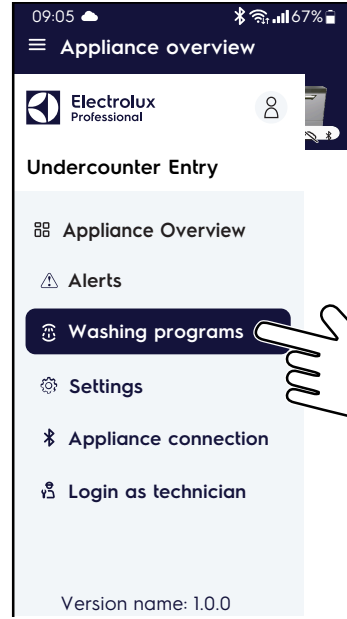 09:05 67%
Appliance overview
Electrolux
Professional
Undercounter Entry
Appliance Overview
Alerts
Washing programs
Settings
Appliance connection
Login as technician
Version name: 1.0.0